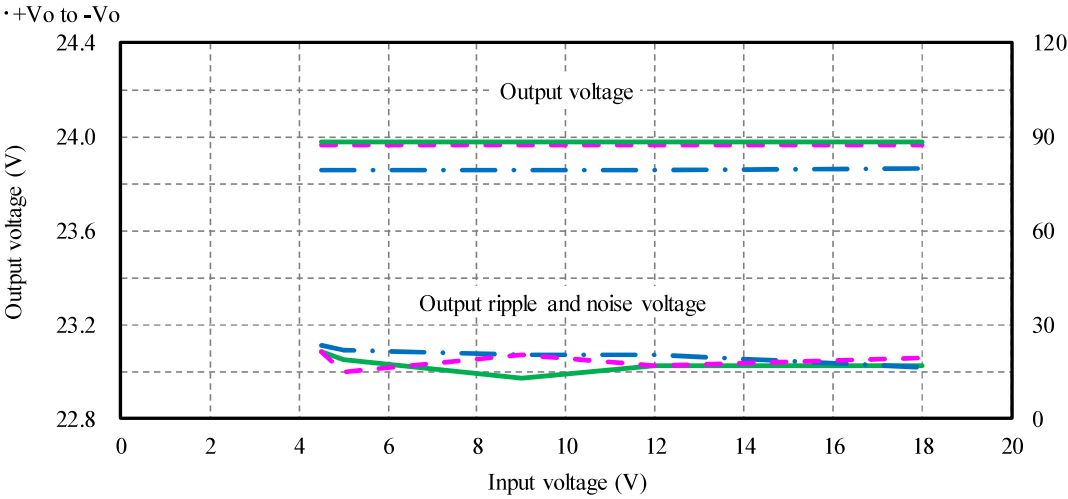 ·+Vo to -Vo
24.4
24.0
23.6
23.2
22.8
Output voltage (V)
120
90
60
30
0
Output voltage
Output ripple and noise voltage
0 2 4 6 8 10 12 14 16 18 20
Input voltage (V)